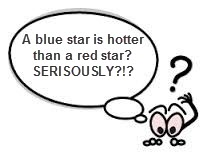 A blue star is hotter
than a red star?
SERISOUSLY?!?
?